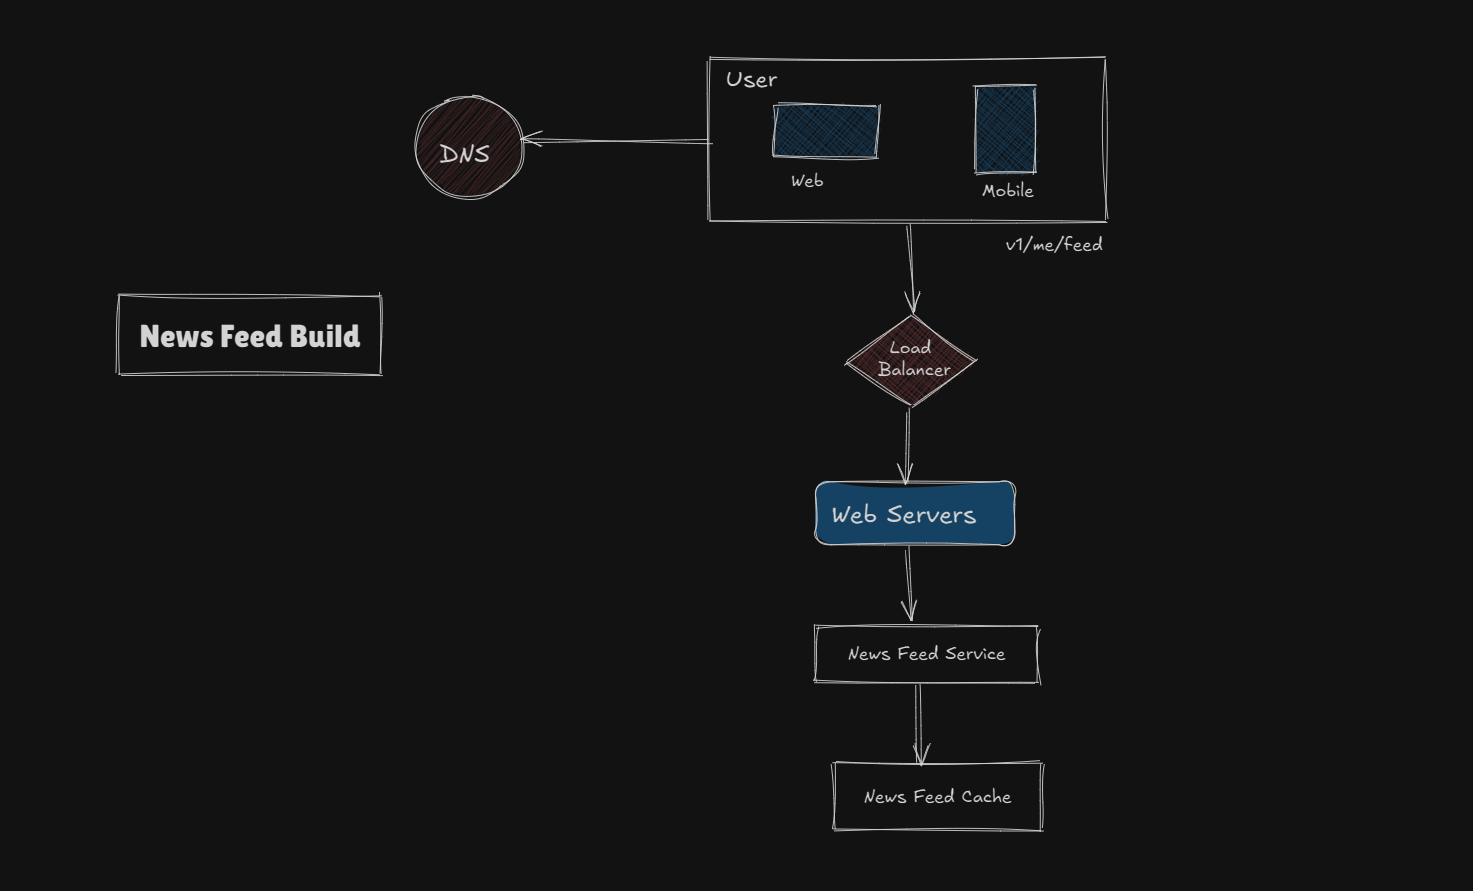 User
DNS
Web
Mobile
v1/me/feed
News Feed Build
Load
Balancer
Web Servers
News Feed Service
News Feed Cache